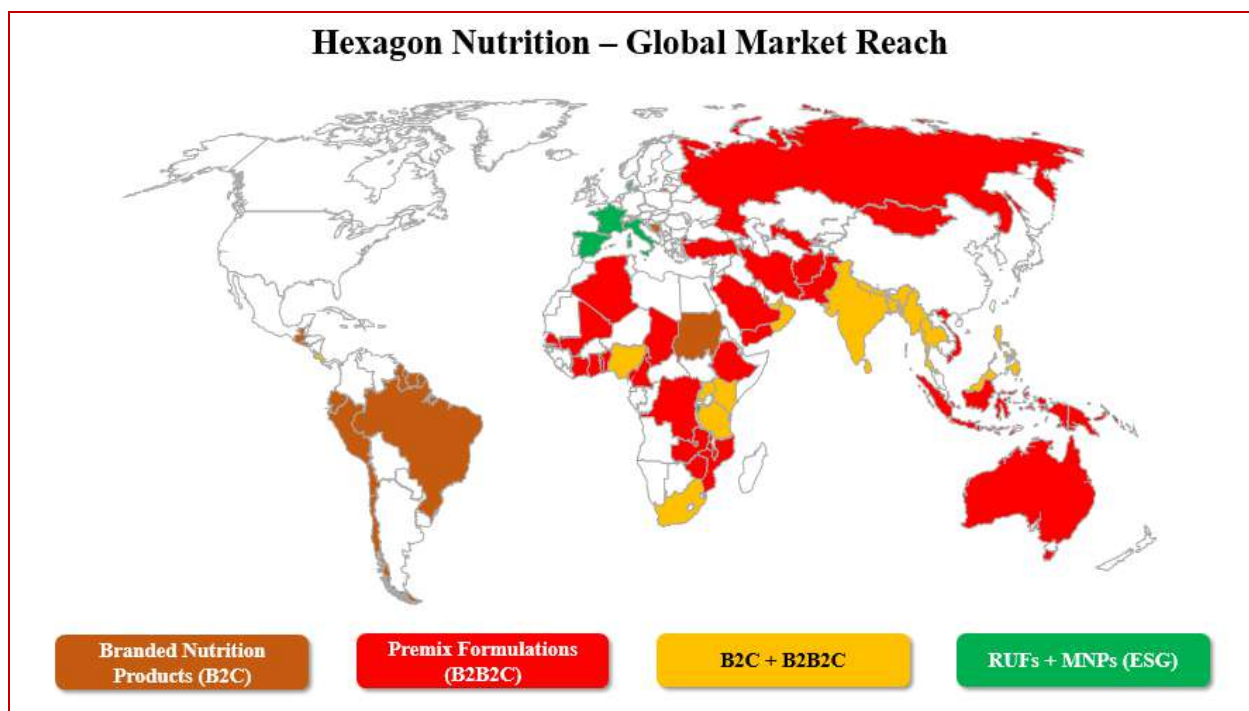 Hexagon Nutrition – Global Market Reach
Branded Nutrition
Products (B2C)
Premix Formulations
(B2B2C)
B2C + B2B2C
RUFs + MNPs (ESG)